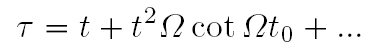 τ = t + t²Ω cot Ωt₀ + ...